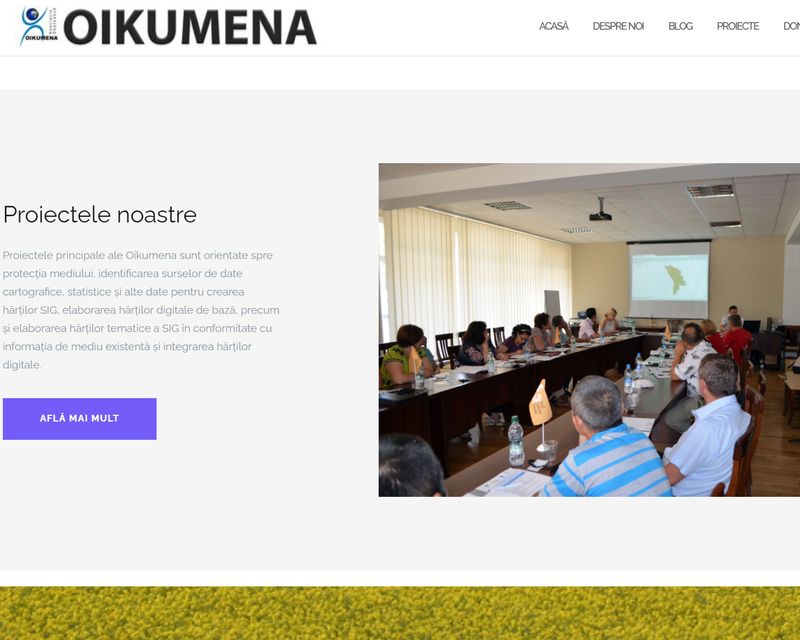 OIKUMENA
OIKUMENA
ACASĂ DESPRE NOI BLOG PROIECTE DON
Proiectele noastre
Proiectele principale ale Oikumena sunt orientate spre
protecția mediului, identificarea surselor de date
cartografice, statistice și alte date pentru crearea
hărților SIG, elaborarea hărților digitale de bază, precum
și elaborarea hărților tematice a SIG în conformitate cu
informația de mediu existentă și integrarea hărților
digitale.
AFLĂ MAI MULT